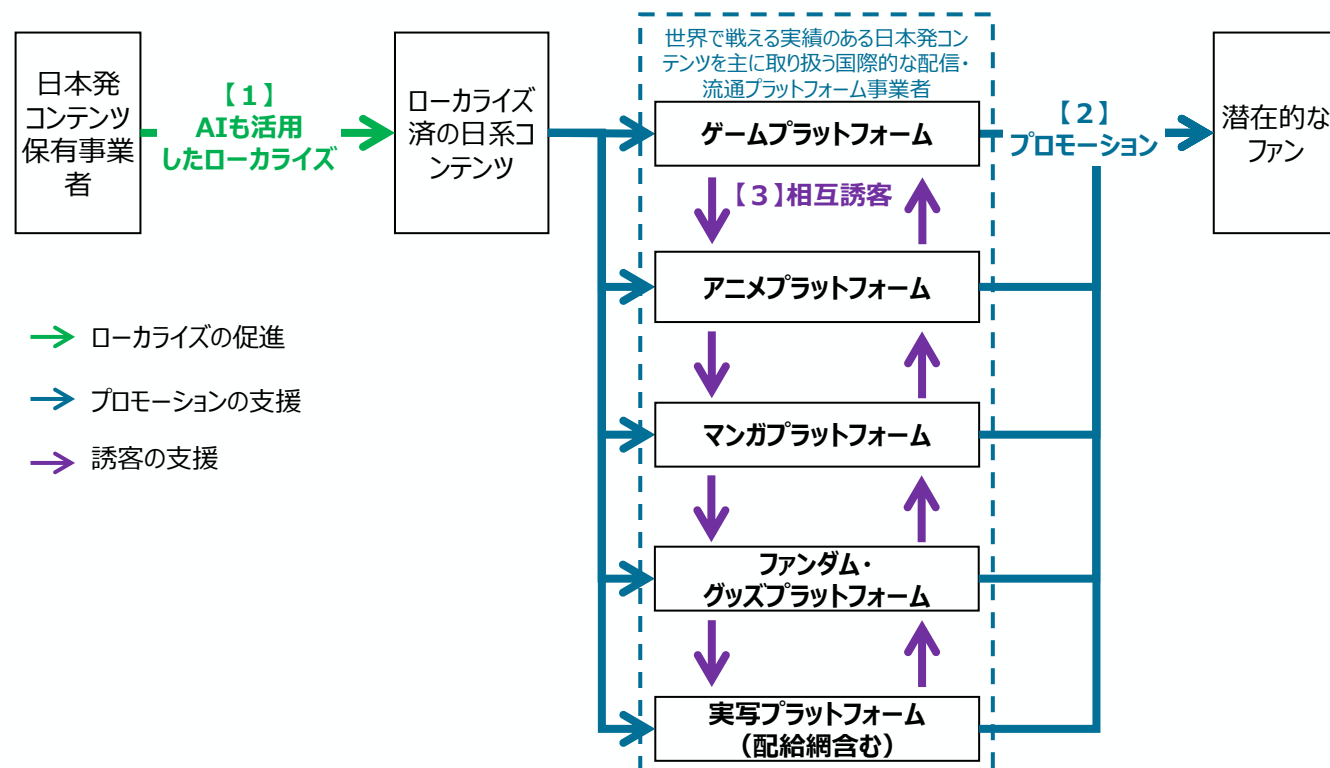 日本発
コンテンツ
保有事業
者
【１】
AIも活用
したローカライズ
ローカライズ
済の日系コ
ンテンツ
世界で戦える実績のある日本発コン
テンツを主に取り扱う国際的な配信・
流通プラットフォーム事業者
ゲームプラットフォーム
【２】
プロモーション
潜在的な
ファン
【３】相互誘客
アニメプラットフォーム
マンガプラットフォーム
ファンダム・
グッズプラットフォーム
実写プラットフォーム
（配給網含む）
ローカライズの促進
プロモーションの支援
誘客の支援